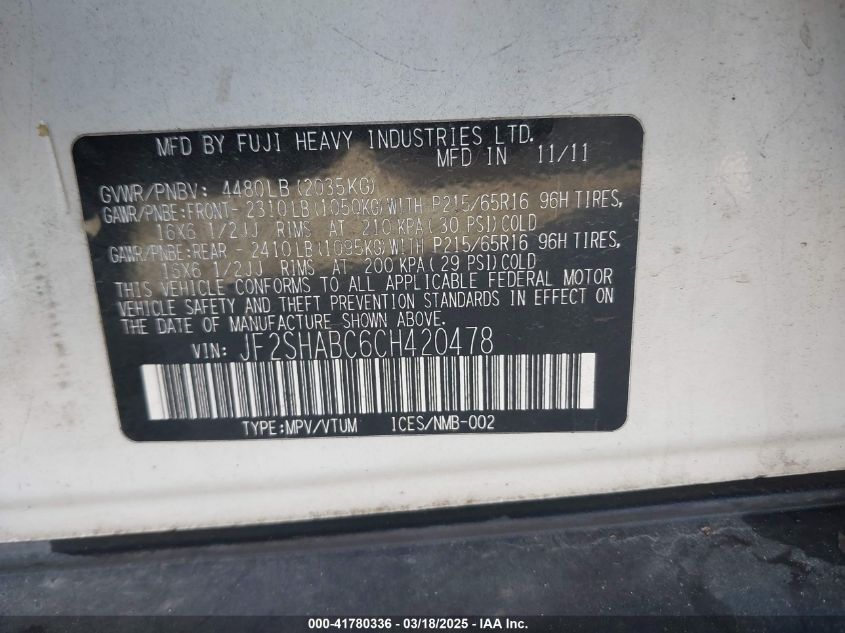 MFD BY FUJI HEAVY INDUSTRIES LTD.
MFD IN 11/11
GVWR/PNBV: 4480LB(2035KG)
GAWR/PNBE:FRONT- 2310LB(1050KG)WITH P215/65R16 96H TIRES,
16X6 1/2JJ RIMS AT 210 KPA(30 PSI)COLD
GAWR/PNBE:REAR 2410LB(1095KG)WITH P215/65R16 96H TIRES,
16X6 1/2JJ RIMS AT 200 KPA(29 PSI)COLD
THIS VEHICLE CONFORMS TO ALL APPLICABLE FEDERAL MOTOR
VEHICLE SAFETY AND THEFT PREVENTION STANDARDS IN EFFECT ON
THE DATE OF MANUFACTURE SHOWN ABOVE.
VIN: JF2SHABC6CH420478
TYPE:MPV/VTUM ICES/NMB-002
000-41780336 - 03/18/2025 - IAAI.com